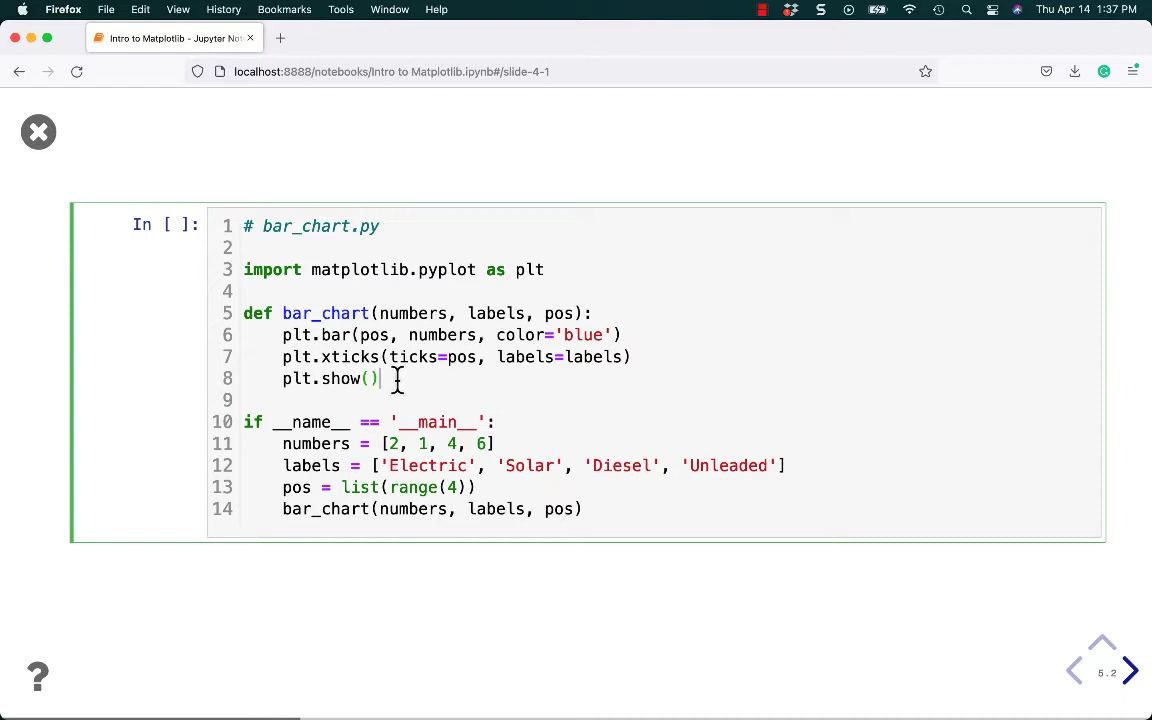 Firefox File Edit View History Bookmarks Tools Window Help Thu Apr 14 1:37 PM
Intro to Matplotlib - Jupyter Not
localhost:8888/notebooks/Intro to Matplotlib.ipynb#/slide-4-1
In [ ]:
1 # bar_chart.py
2
3 import matplotlib.pyplot as plt
4
5 def bar_chart(numbers, labels, pos):
6     plt.bar(pos, numbers, color='blue')
7     plt.xticks(ticks=pos, labels=labels)
8     plt.show()
9
10 if __name__ == '__main__':
11     numbers = [2, 1, 4, 6]
12     labels = ['Electric', 'Solar', 'Diesel', 'Unleaded']
13     pos = list(range(4))
14     bar_chart(numbers, labels, pos)
?
5.2